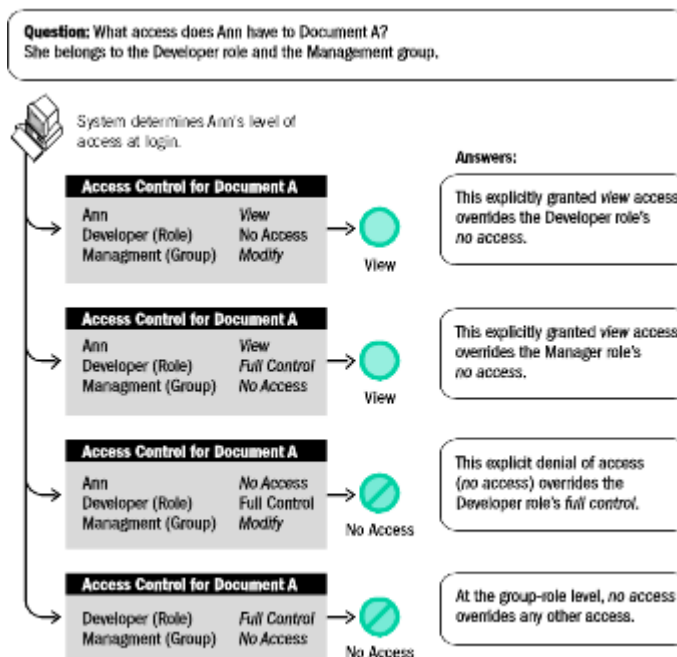 Question: What access does Ann have to Document A?
She belongs to the Developer role and the Management group.
System determines Ann's level of
access at login.
Answers:
Access Control for Document A
Ann View
Developer (Role) No Access
Managment (Group) Modify
View
This explicitly granted view access
overrides the Developer role's
no access.
Access Control for Document A
Ann View
Developer (Role) Full Control
Managment (Group) No Access
View
This explicitly granted view access
overrides the Manager role's
no access.
Access Control for Document A
Ann No Access
Developer (Role) Full Control
Managment (Group) Modify
No Access
This explicit denial of access
(no access) overrides the
Developer role's full control.
Access Control for Document A
Developer (Role) Full Control
Managment (Group) No Access
No Access
At the group-role level, no access
overrides any other access.